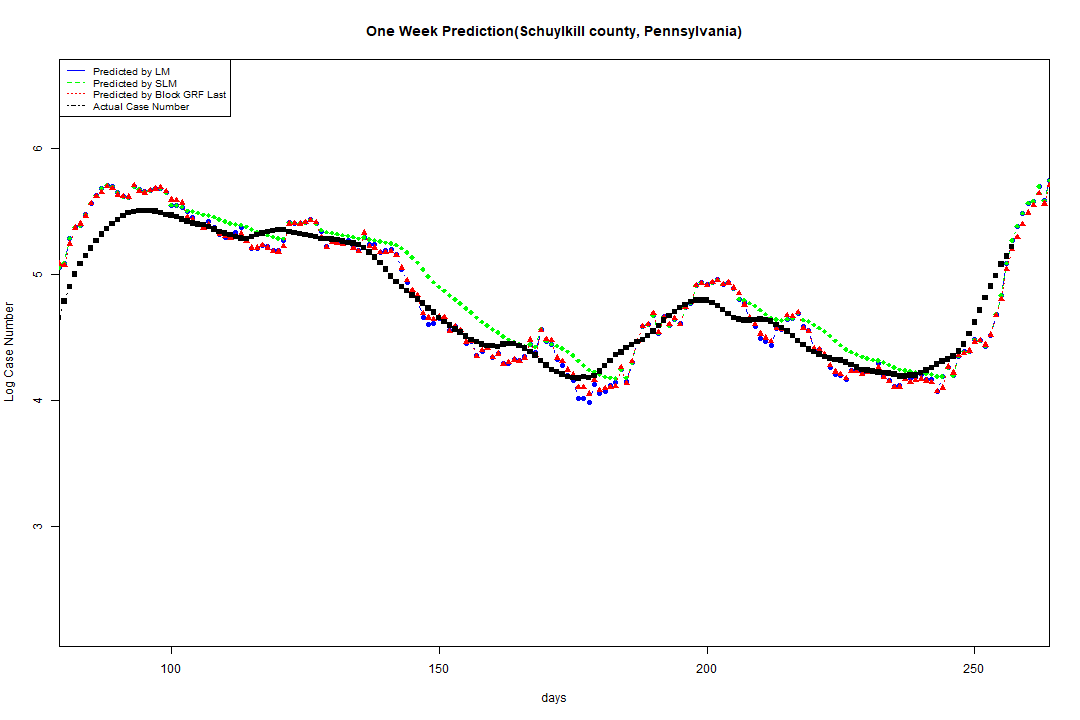 One Week Prediction(Schuylkill county, Pennsylvania)
Predicted by LM
Predicted by SLM
Predicted by Block GRF Last
Actual Case Number
6
5
4
3
Log Case Number
100 150 200 250
days